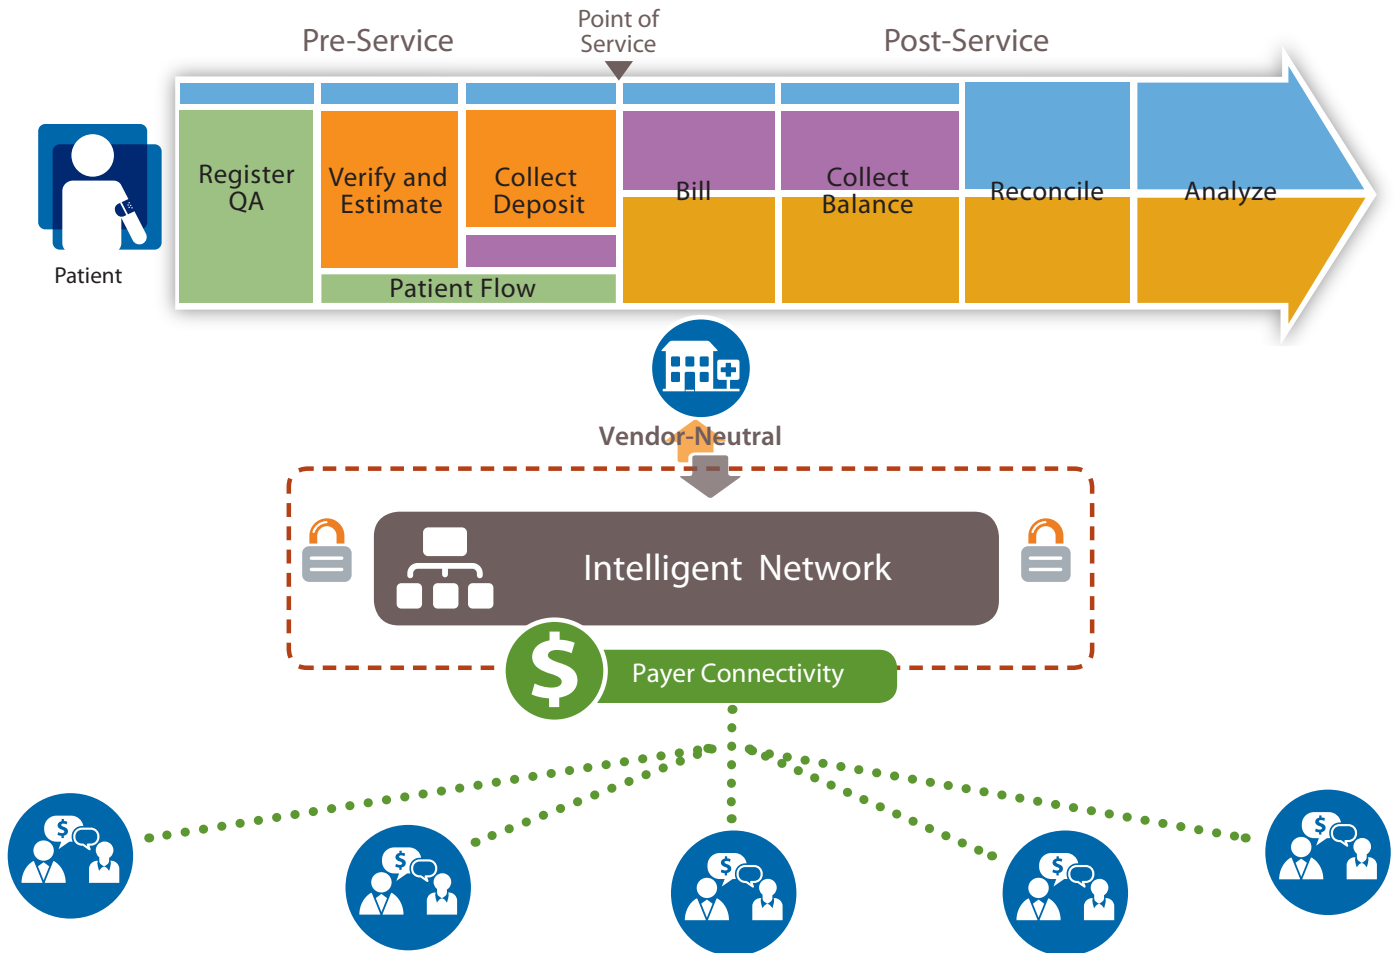 Pre-Service
Point of
Service
Post-Service
Register
QA
Verify and
Estimate
Collect
Deposit
Bill
Collect
Balance
Reconcile
Analyze
Patient Flow
Patient
Vendor-Neutral
Intelligent Network
$
Payer Connectivity
$
$
$
$
$